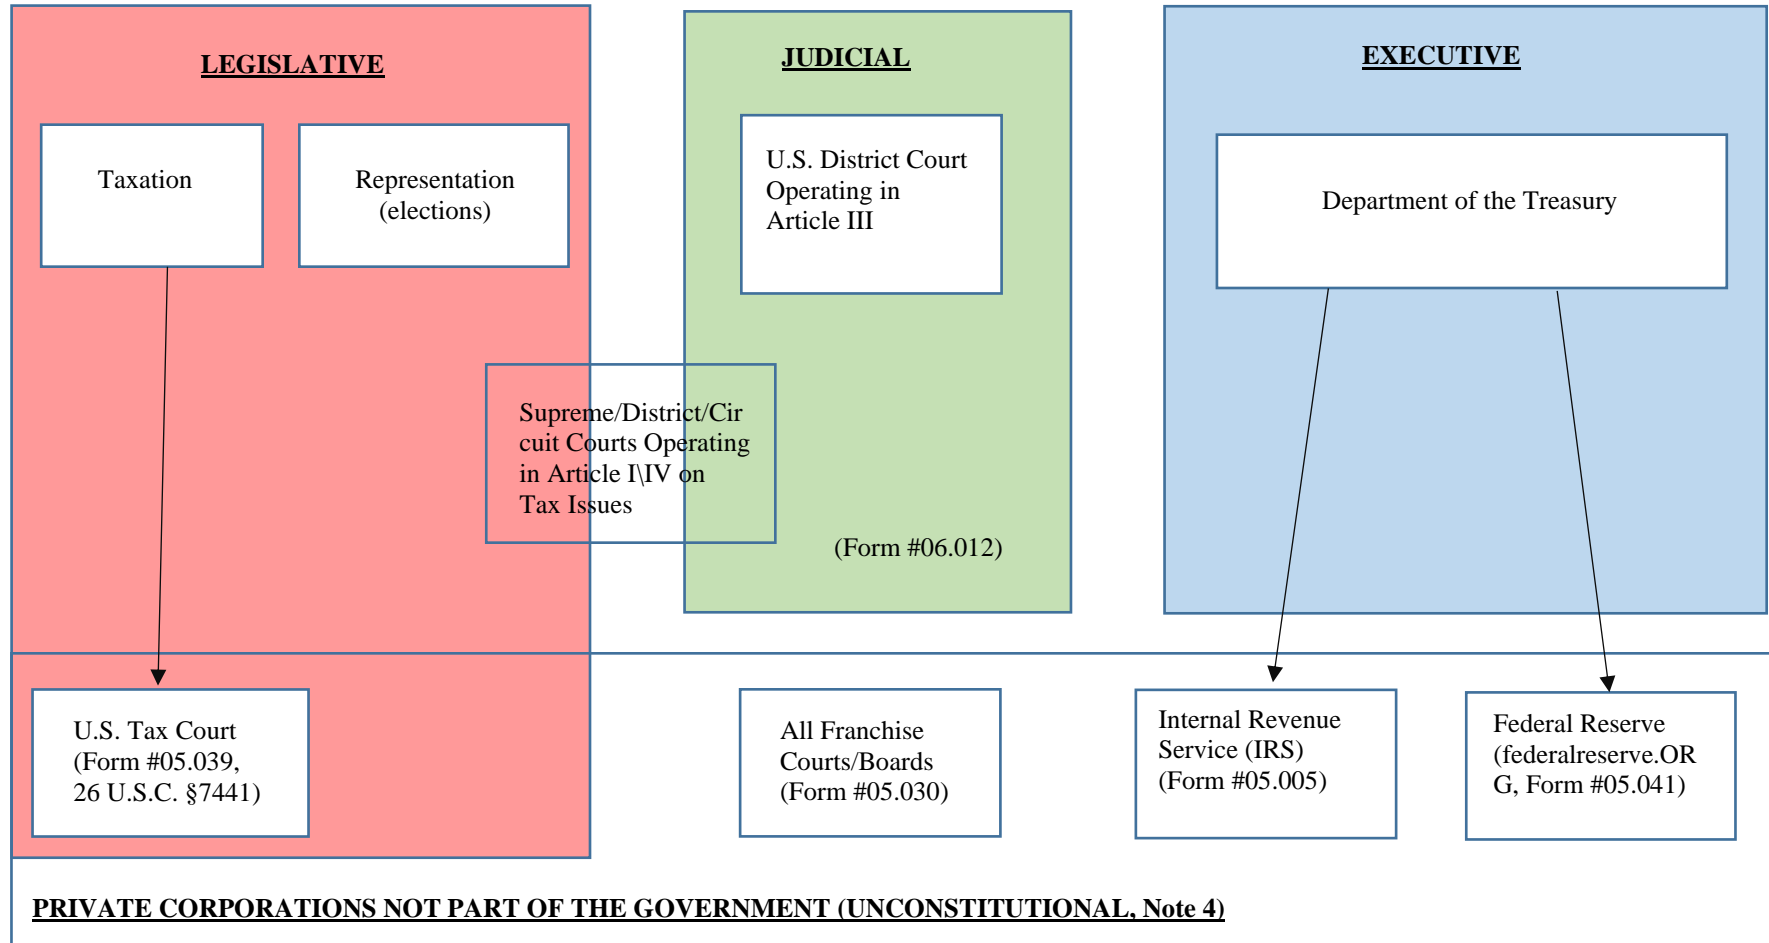 LEGISLATIVE
JUDICIAL
EXECUTIVE
Taxation
Representation
(elections)
U.S. District Court
Operating in
Article III
Department of the Treasury
Supreme/District/Cir
cuit Courts Operating
in Article I\IV on
Tax Issues
(Form #06.012)
U.S. Tax Court
(Form #05.039,
26 U.S.C. §7441)
All Franchise
Courts/Boards
(Form #05.030)
Internal Revenue
Service (IRS)
(Form #05.005)
Federal Reserve
(federalreserve.OR
G, Form #05.041)
PRIVATE CORPORATIONS NOT PART OF THE GOVERNMENT (UNCONSTITUTIONAL, Note 4)